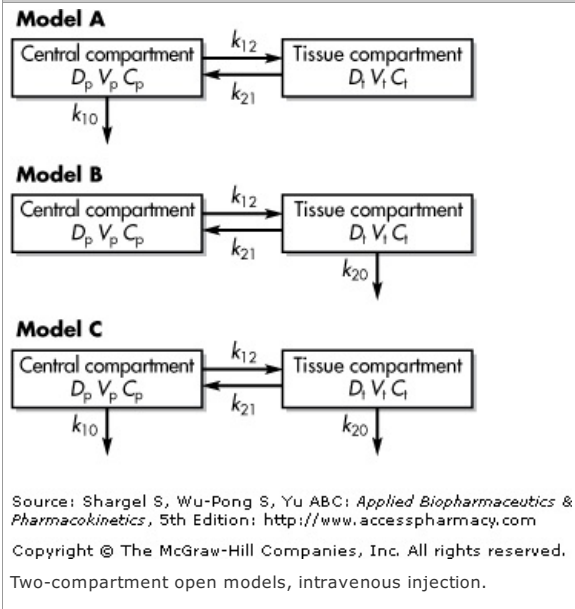 Model A
Central compartment
Dp Vp Cp
k12
k21
Tissue compartment
Dt Vt Ct
k10
Model B
Central compartment
Dp Vp Cp
k12
k21
Tissue compartment
Dt Vt Ct
k20
Model C
Central compartment
Dp Vp Cp
k12
k21
Tissue compartment
Dt Vt Ct
k10
k20
Source: Shargel S, Wu-Pong S, Yu ABC: Applied Biopharmaceutics &
Pharmacokinetics, 5th Edition: http://www.accesspharmacy.com
Copyright © The McGraw-Hill Companies, Inc. All rights reserved.
Two-compartment open models, intravenous injection.